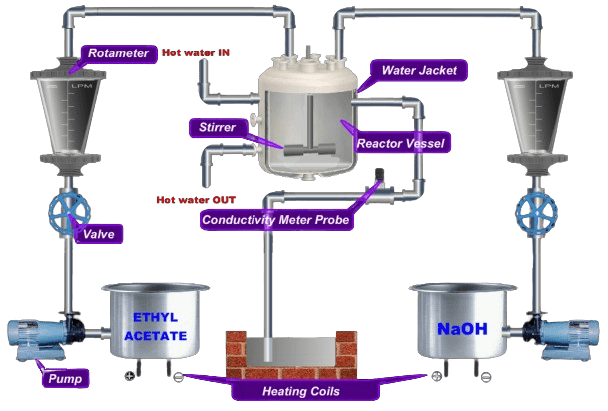 Rotameter
Hot water IN
LPM
Water Jacket
LPM
Stirrer
Reactor Vessel
Hot water OUT
Conductivity Meter Probe
Valve
ETHYL
ACETATE
NaOH
Pump
Heating Coils